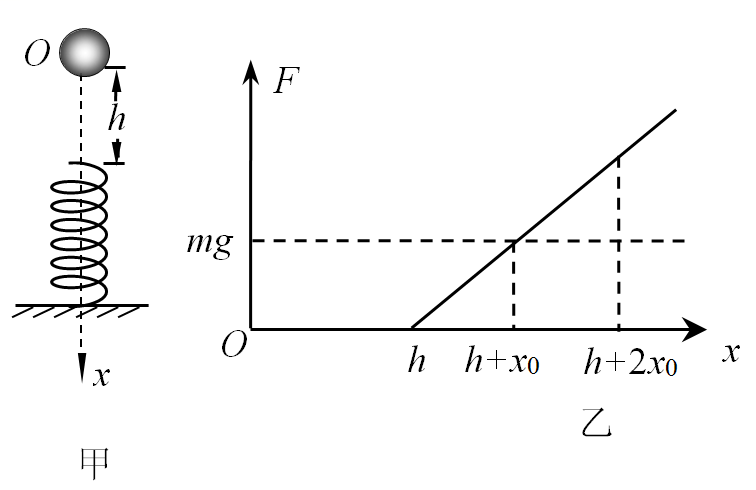 O
h
x
甲
F
mg
O
h
h+x₀
h+2x₀
x
乙